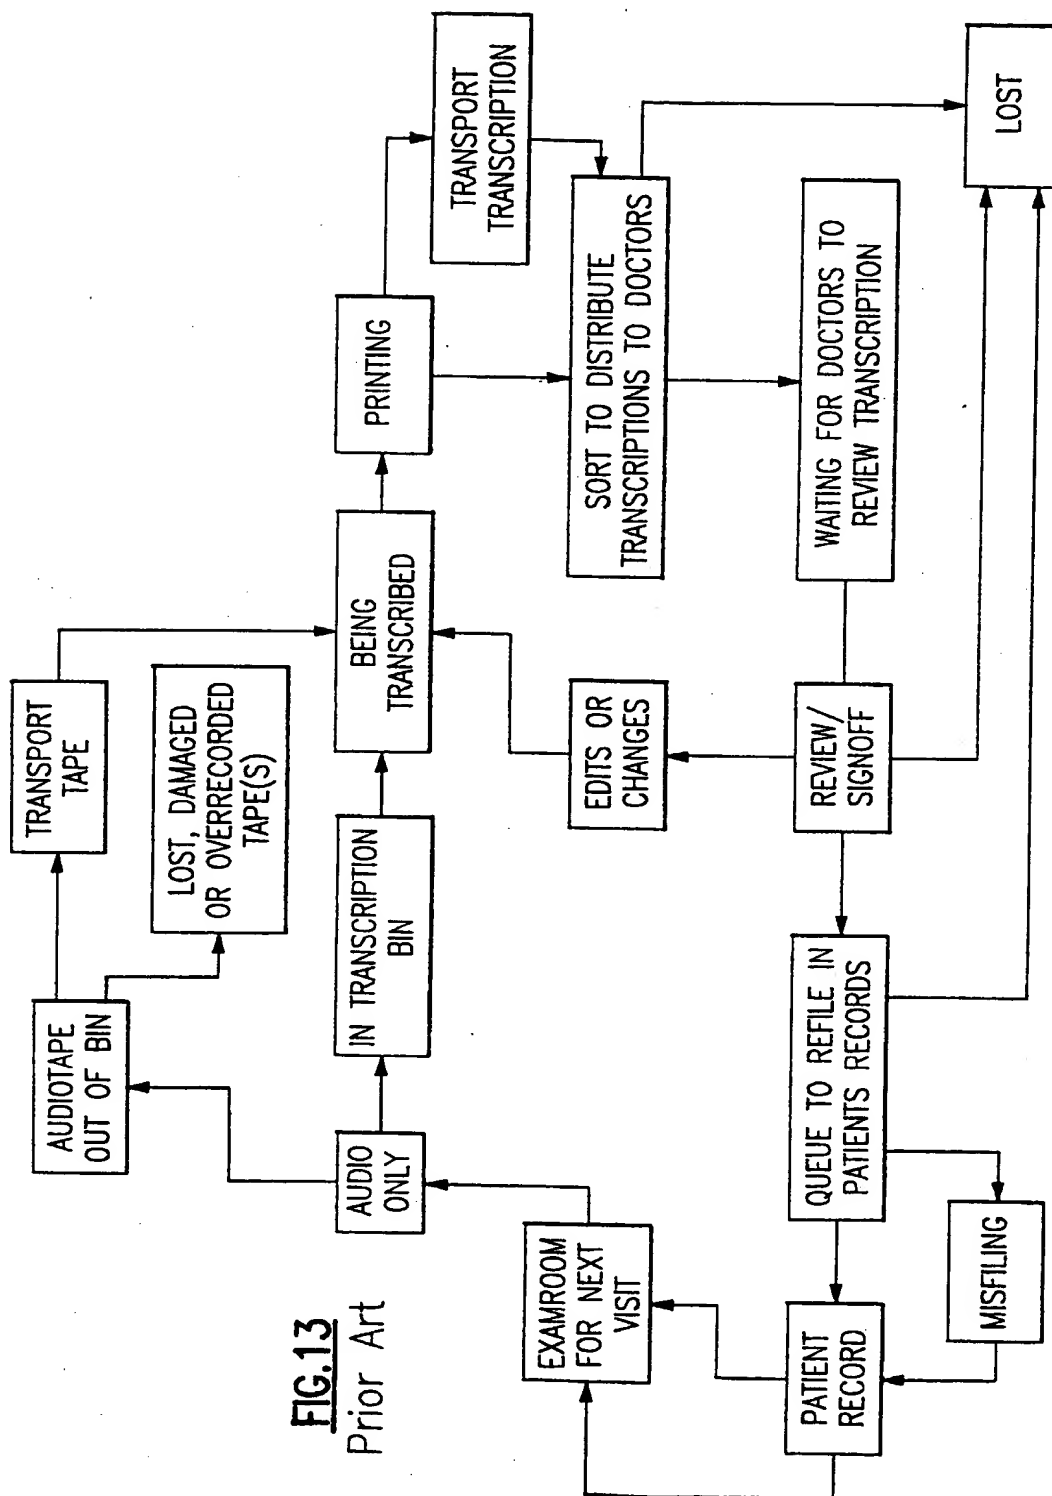 AUDIOTAPE
OUT OF BIN
TRANSPORT
TAPE
LOST, DAMAGED
OR OVERRECORDED
TAPE(S)
AUDIO
ONLY
IN TRANSCRIPTION
BIN
BEING
TRANSCRIBED
PRINTING
TRANSPORT
TRANSCRIPTION
FIG.13
Prior Art
EXAMROOM
FOR NEXT
VISIT
EDITS OR
CHANGES
SORT TO DISTRIBUTE
TRANSCRIPTIONS TO DOCTORS
PATIENT
RECORD
QUEUE TO REFILE IN
PATIENTS RECORDS
REVIEW/
SIGNOFF
WAITING FOR DOCTORS TO
REVIEW TRANSCRIPTION
MISFILING
LOST